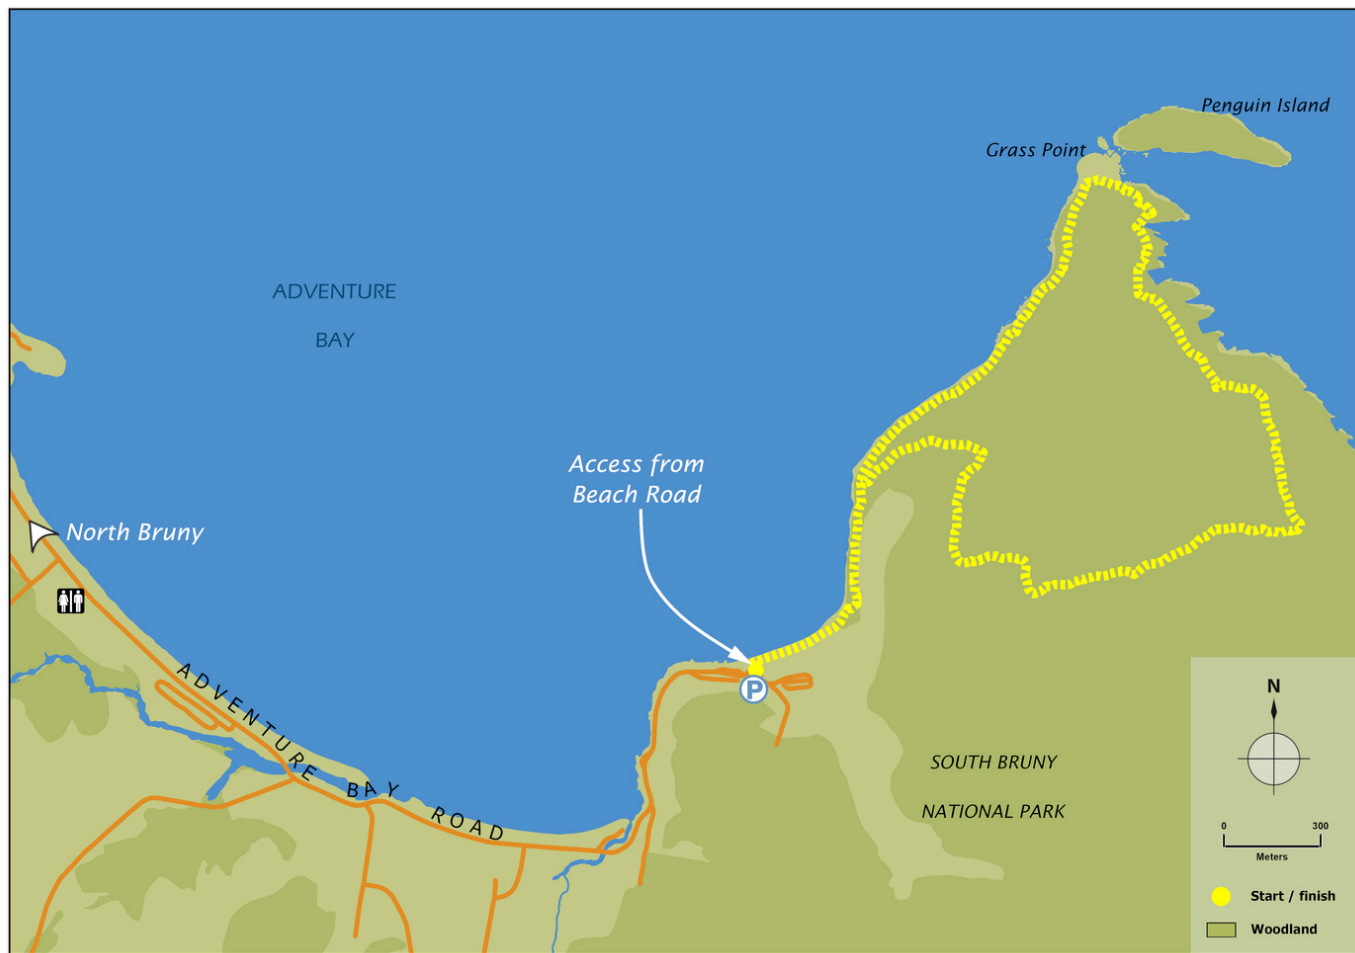 Penguin Island
Grass Point
ADVENTURE
BAY
Access from
Beach Road
North Bruny
ADVENTURE BAY ROAD
P
SOUTH BRUNY
NATIONAL PARK
N
0 300
Meters
Start / finish
Woodland